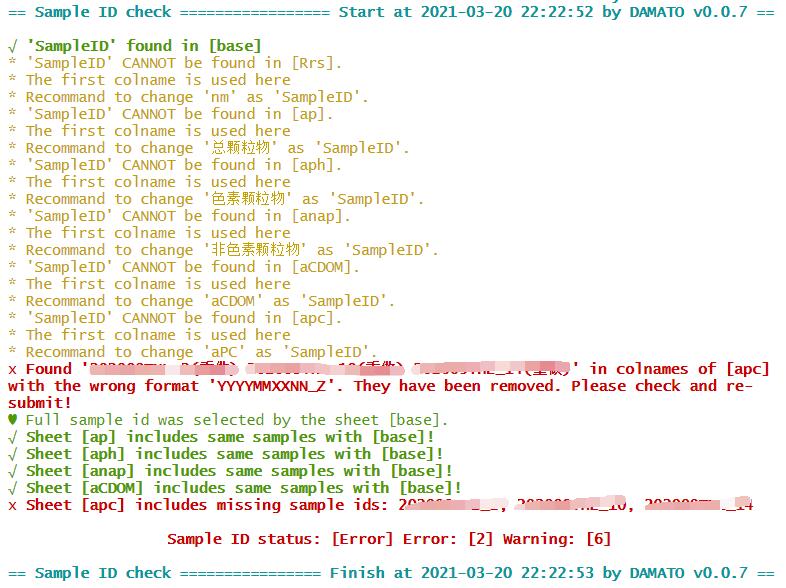 == Sample ID check ================= Start at 2021-03-20 22:22:52 by DAMATO v0.0.7 ==
√ 'SampleID' found in [base]
* 'SampleID' CANNOT be found in [Rrs].
* The first colname is used here
* Recommand to change 'nm' as 'SampleID'.
* 'SampleID' CANNOT be found in [ap].
* The first colname is used here
* Recommand to change '总颗粒物' as 'SampleID'.
* 'SampleID' CANNOT be found in [aph].
* The first colname is used here
* Recommand to change '色素颗粒物' as 'SampleID'.
* 'SampleID' CANNOT be found in [anap].
* The first colname is used here
* Recommand to change '非色素颗粒物' as 'SampleID'.
* 'SampleID' CANNOT be found in [aCDOM].
* The first colname is used here
* Recommand to change 'aCDOM' as 'SampleID'.
* 'SampleID' CANNOT be found in [apc].
* The first colname is used here
* Recommand to change 'aPC' as 'SampleID'.
x Found ' ' in colnames of [apc]
with the wrong format 'YYYYMMXXNN_Z'. They have been removed. Please check and re-
submit!
♥ Full sample id was selected by the sheet [base].
√ Sheet [ap] includes same samples with [base]!
√ Sheet [aph] includes same samples with [base]!
√ Sheet [anap] includes same samples with [base]!
√ Sheet [aCDOM] includes same samples with [base]!
x Sheet [apc] includes missing sample ids:
Sample ID status: [Error] Error: [2] Warning: [6]
== Sample ID check ================ Finish at 2021-03-20 22:22:53 by DAMATO v0.0.7 ==